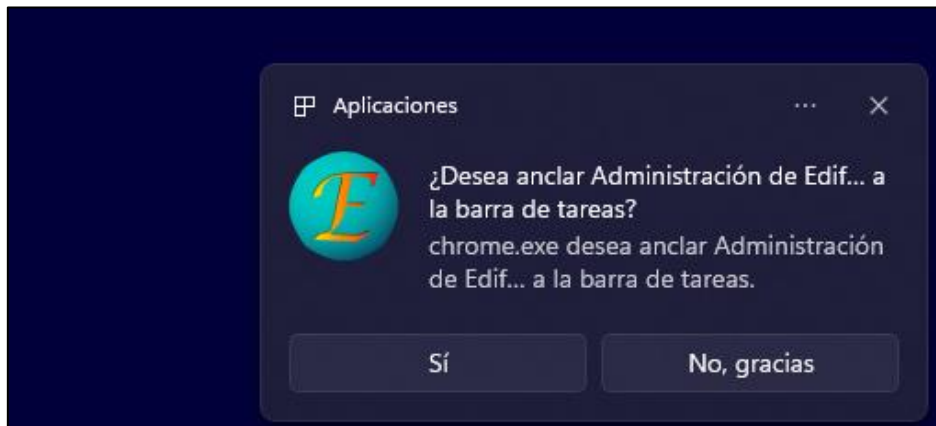 Aplicaciones
E
¿Desea anclar Administración de Edif... a
la barra de tareas?
chrome.exe desea anclar Administración
de Edif... a la barra de tareas.
Sí
No, gracias